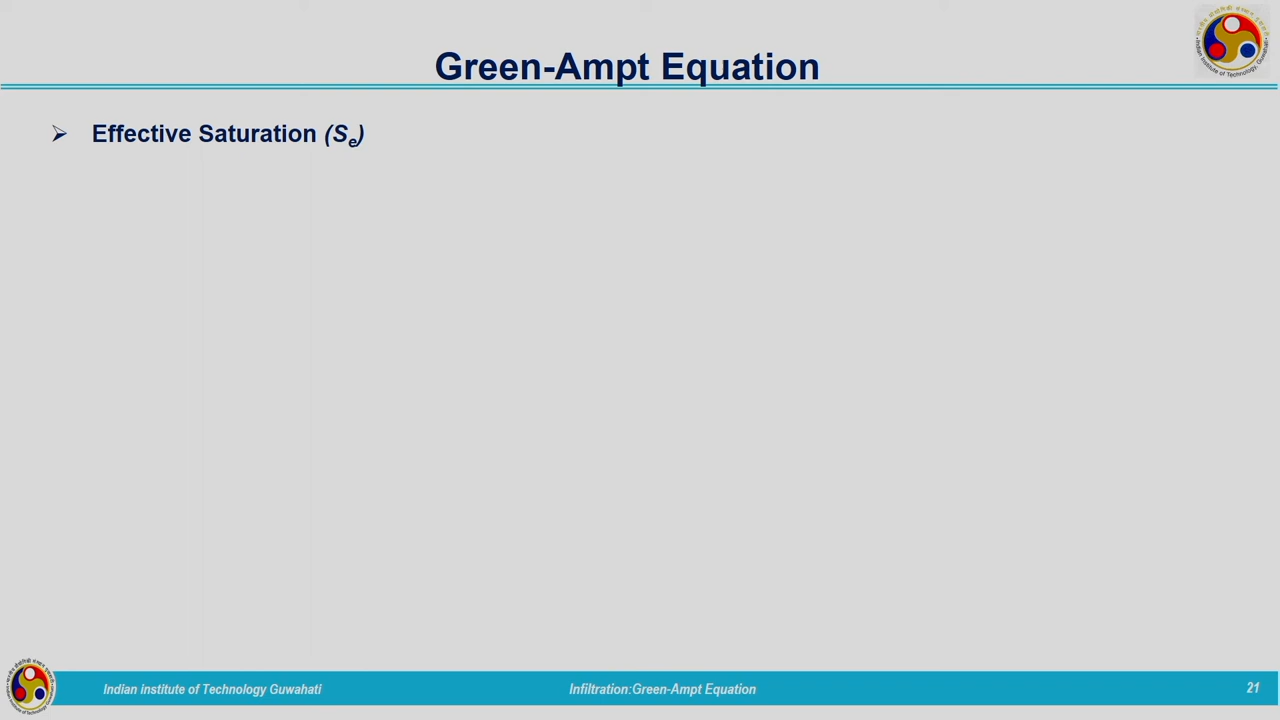 Green-Ampt Equation
Effective Saturation (Se)
Indian institute of Technology Guwahati
Infiltration:Green-Ampt Equation
21